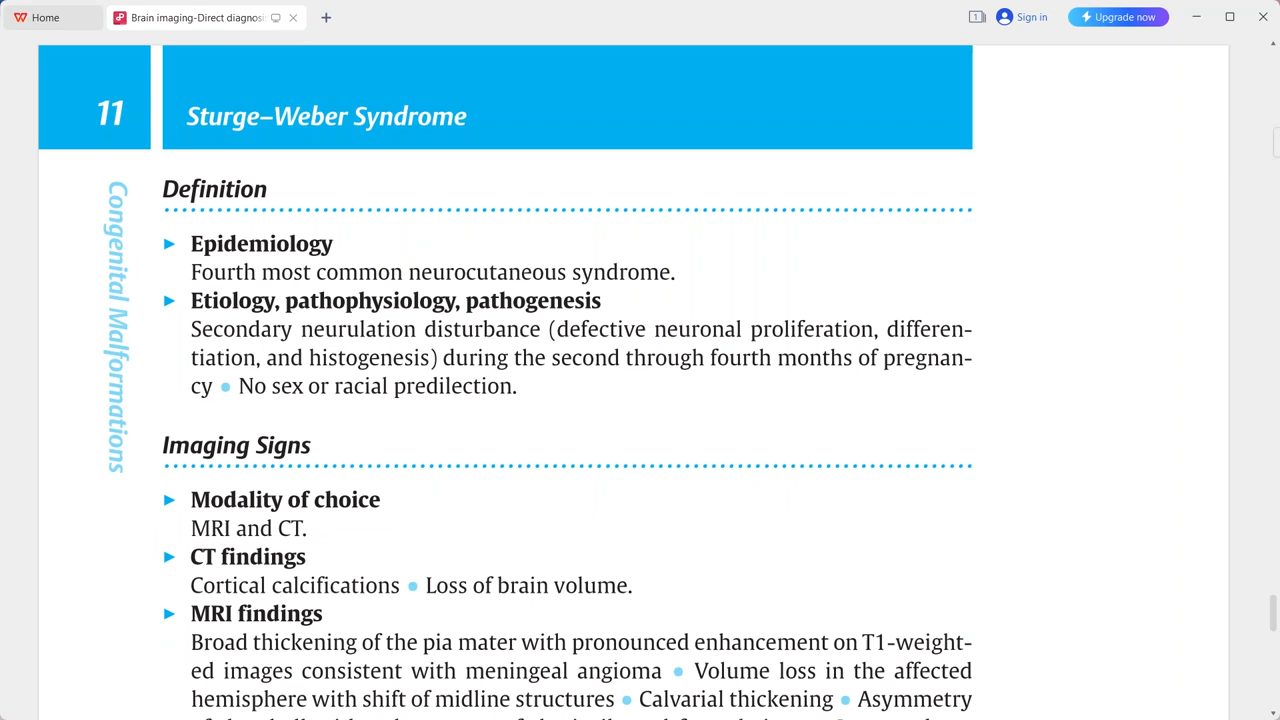 Home
Brain imaging-Direct diagnosi
1
Sign in
Upgrade now
11
Sturge–Weber Syndrome
Congenital Malformations
Definition
Epidemiology
Fourth most common neurocutaneous syndrome.
Etiology, pathophysiology, pathogenesis
Secondary neurulation disturbance (defective neuronal proliferation, differen-
tiation, and histogenesis) during the second through fourth months of pregnan-
cy • No sex or racial predilection.
Imaging Signs
Modality of choice
MRI and CT.
CT findings
Cortical calcifications • Loss of brain volume.
MRI findings
Broad thickening of the pia mater with pronounced enhancement on T1-weight-
ed images consistent with meningeal angioma • Volume loss in the affected
hemisphere with shift of midline structures • Calvarial thickening • Asymmetry